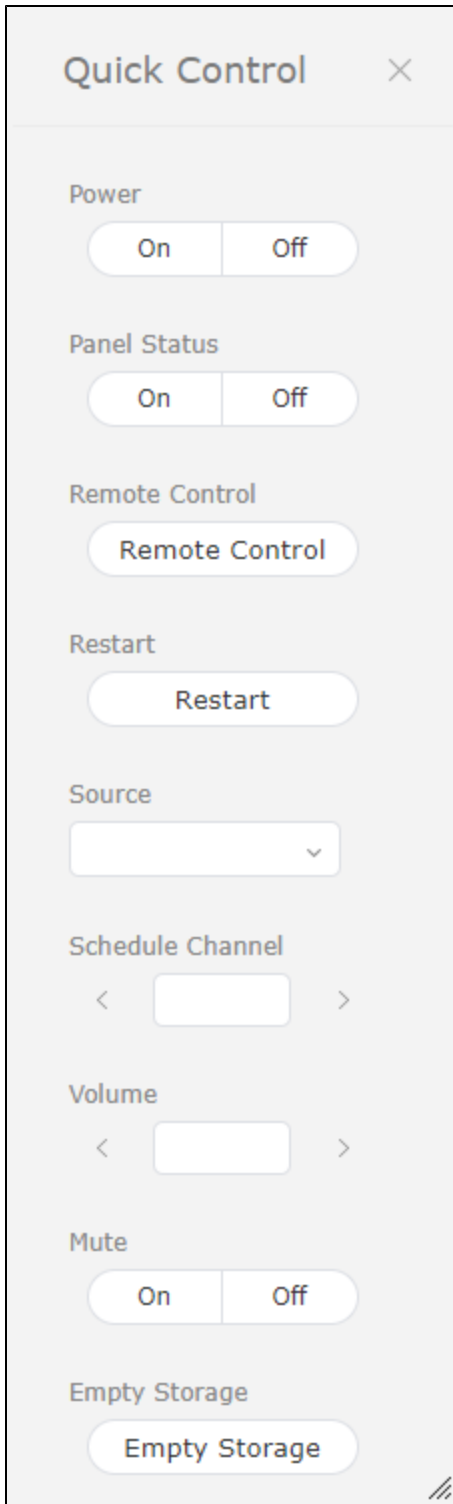 Quick Control
Power
On Off
Panel Status
On Off
Remote Control
Remote Control
Restart
Restart
Source
Schedule Channel
Volume
Mute
On Off
Empty Storage
Empty Storage